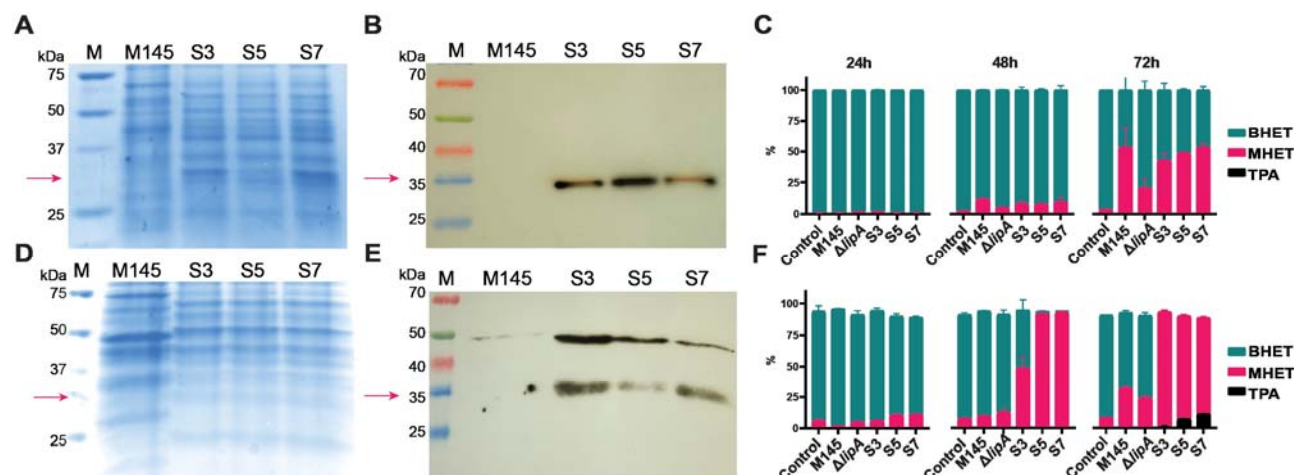 A
kDa M M145 S3 S5 S7
75
50
37
25
B
kDa M M145 S3 S5 S7
70
50
40
35
25
C
24h 48h 72h
100
75
50
25
0
%
Control M145 ΔlipA S3 S5 S7
Control M145 ΔlipA S3 S5 S7
Control M145 ΔlipA S3 S5 S7
BHET
MHET
TPA
D
kDa M M145 S3 S5 S7
75
50
37
25
E
kDa M M145 S3 S5 S7
70
50
40
35
25
F
100
75
50
25
0
%
Control M145 ΔlipA S3 S5 S7
Control M145 ΔlipA S3 S5 S7
Control M145 ΔlipA S3 S5 S7
BHET
MHET
TPA